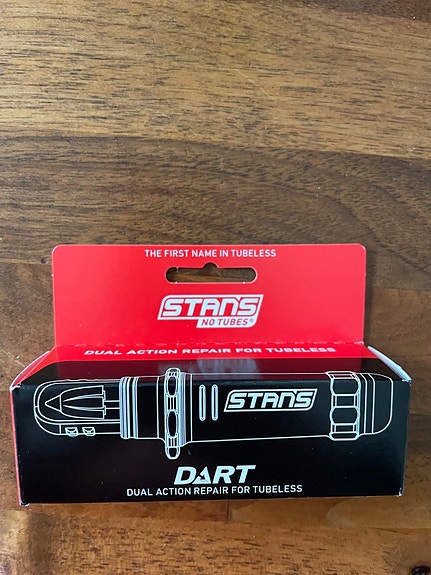 THE FIRST NAME IN TUBELESS
STANS
NO TUBES®
DUAL ACTION REPAIR FOR TUBELESS
STAN'S
DART
DUAL ACTION REPAIR FOR TUBELESS